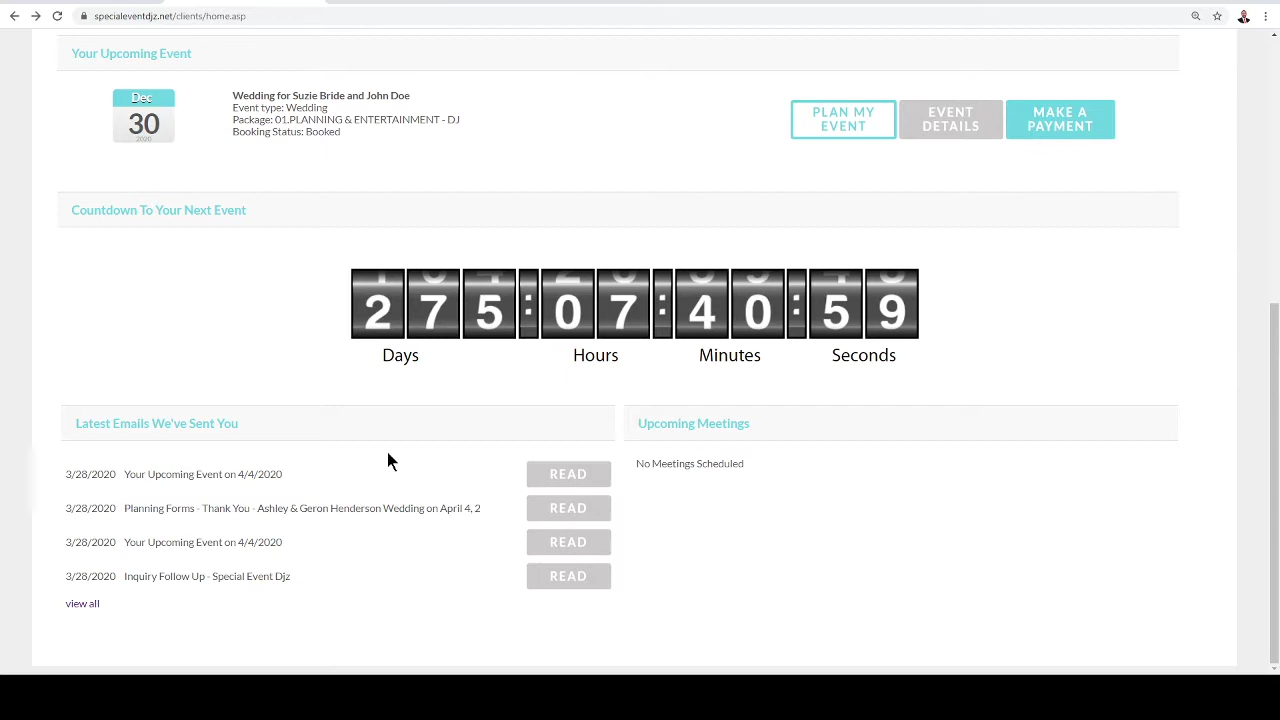 specialeventdjz.net/clients/home.asp
Your Upcoming Event
Dec
30
2020
Wedding for Suzie Bride and John Doe
Event type: Wedding
Package: 01.PLANNING & ENTERTAINMENT - DJ
Booking Status: Booked
PLAN MY
EVENT
EVENT
DETAILS
MAKE A
PAYMENT
Countdown To Your Next Event
275:07:40:59
Days Hours Minutes Seconds
Latest Emails We've Sent You
3/28/2020 Your Upcoming Event on 4/4/2020 READ
3/28/2020 Planning Forms - Thank You - Ashley & Geron Henderson Wedding on April 4, 2 READ
3/28/2020 Your Upcoming Event on 4/4/2020 READ
3/28/2020 Inquiry Follow Up - Special Event Djz READ
view all
Upcoming Meetings
No Meetings Scheduled